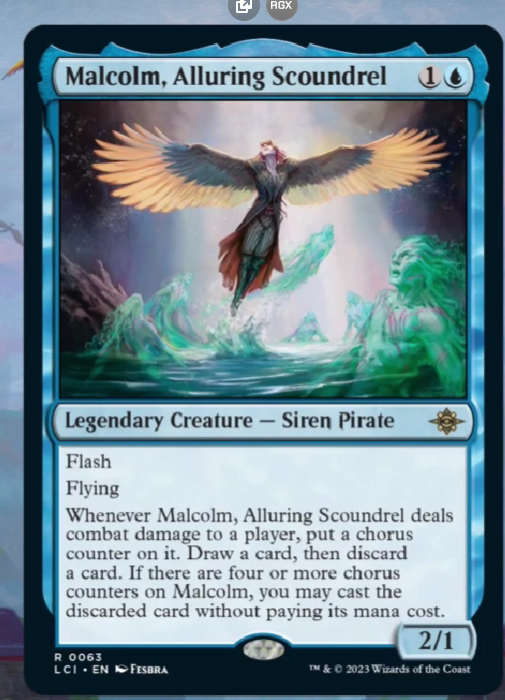 RGX
Malcolm, Alluring Scoundrel 1
Legendary Creature — Siren Pirate
Flash
Flying
Whenever Malcolm, Alluring Scoundrel deals
combat damage to a player, put a chorus
counter on it. Draw a card, then discard
a card. If there are four or more chorus
counters on Malcolm, you may cast the
discarded card without paying its mana cost.
2/1
R 0063
LCI • EN FESBRA ™ & © 2023 Wizards of the Coast